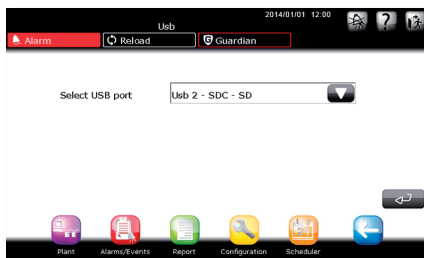 2014/01/01 12:00
Usb
Alarm Reload Guardian
Select USB port Usb 2 - SDC - SD
Plant Alarms/Events Report Configuration Scheduler